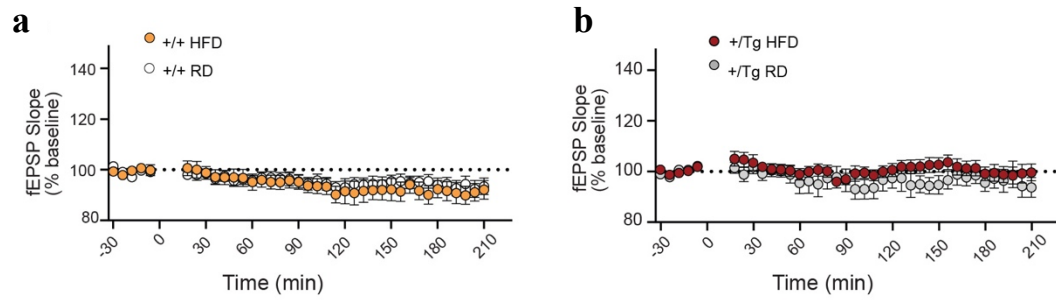 a
+/+ HFD
+/+ RD
fEPSP Slope
(% baseline)
140
120
100
80
-30
0
30
60
90
120
150
180
210
Time (min)
b
+/Tg HFD
+/Tg RD
fEPSP Slope
(% baseline)
140
120
100
80
-30
0
30
60
90
120
150
180
210
Time (min)